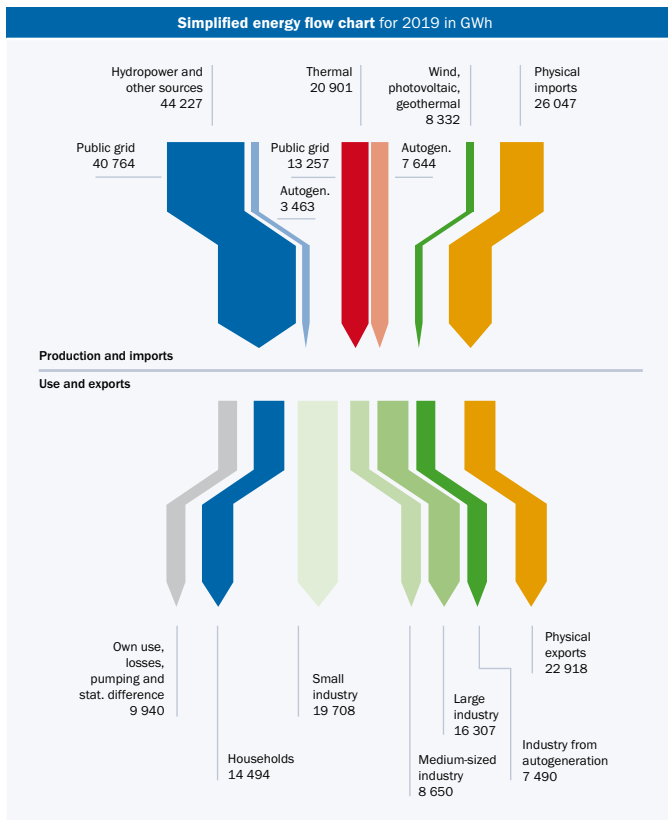 Simplified energy flow chart for 2019 in GWh
Hydropower and
other sources
44 227
Thermal
20 901
Wind,
photovoltaic,
geothermal
8 332
Physical
imports
26 047
Public grid
40 764
Public grid
13 257
Autogen.
7 644
Autogen.
3 463
Production and imports
Use and exports
Own use,
losses,
pumping and
stat. difference
9 940
Households
14 494
Small
industry
19 708
Medium-sized
industry
8 650
Large
industry
16 307
Industry from
autogeneration
7 490
Physical
exports
22 918